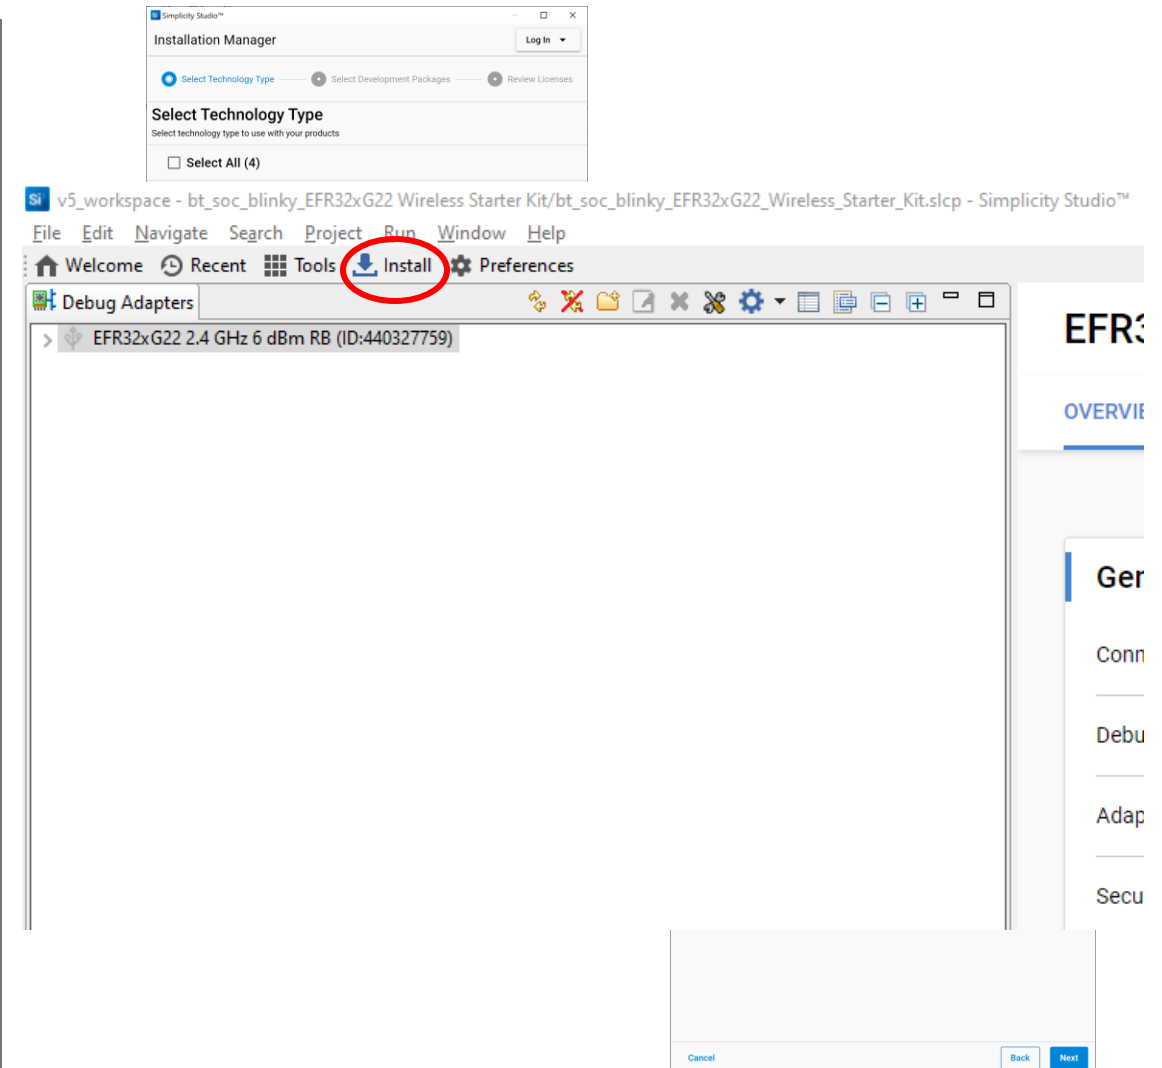 Simplicity Studio™
Installation Manager
Log In
Select Technology Type
Select Development Packages
Review Licenses
Select Technology Type
Select technology type to use with your products
Select All (4)
Si v5_workspace - bt_soc_blinky_EFR32xG22 Wireless Starter Kit/bt_soc_blinky_EFR32xG22_Wireless_Starter_Kit.slcp - Simplicity Studio™
File Edit Navigate Search Project Run Window Help
Welcome Recent Tools Install Preferences
Debug Adapters
EFR32xG22 2.4 GHz 6 dBm RB (ID:440327759)
EFR3
OVERVIE
Gen
Conn
Debu
Adap
Secu
Cancel
Back
Next